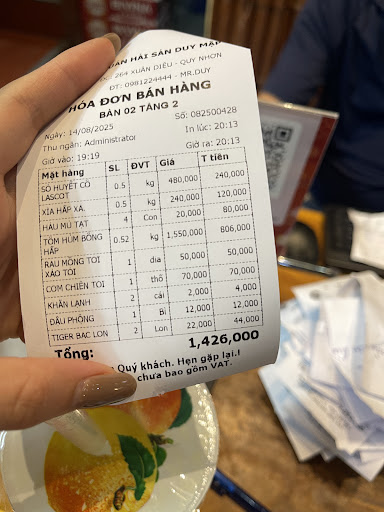 QUÁN HẢI SẢN DUY MẬP
264 XUÂN DIỆU - QUY NHƠN
ĐT: 0981224444 - MR.DUY
HÓA ĐƠN BÁN HÀNG
BÀN 02 TẦNG 2
Ngày: 14/08/2025 Số: 082500428
Thu ngân: Administrator In lúc: 20:13
Giờ vào: 19:19 Giờ ra: 20:13
Mặt hàng SL ĐVT Giá T tiền
SÒ HUYẾT CỒ LASCOT 0.5 kg 480,000 240,000
XÌA HẤP XẢ. 0.5 kg 240,000 120,000
HAU MÙ TẠT 4 Con 20,000 80,000
TÔM HÙM BÔNG HẤP 0.52 kg 1,550,000 806,000
RAU MỒNG TƠI XÀO TỎI 1 dia 50,000 50,000
CƠM CHIÊN TỎI 1 thố 70,000 70,000
KHĂN LẠNH 2 cái 2,000 4,000
ĐẬU PHỘNG 1 Bì 12,000 12,000
TIGER BẠC LON 2 Lon 22,000 44,000
Tổng: 1,426,000
Quý khách. Hẹn gặp lại.!
chưa bao gồm VAT.